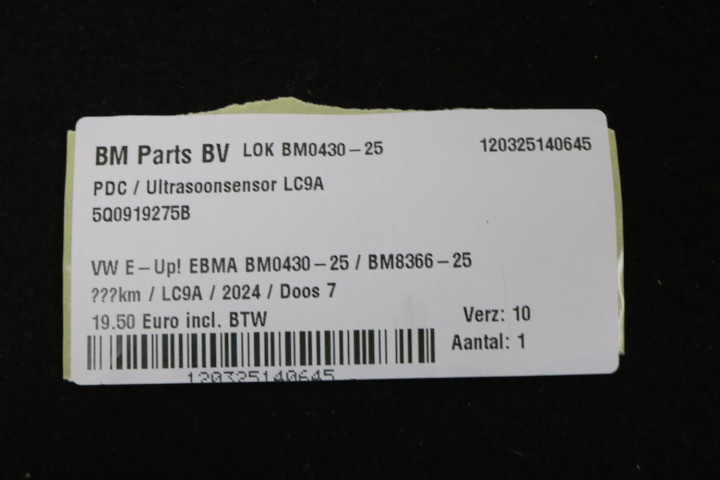 BM Parts BV LOK BM0430-25 120325140645
PDC / Ultrasoonsensor LC9A
5Q0919275B
VW E-Up! EBMA BM0430-25 / BM8366-25
???km / LC9A / 2024 / Doos 7
19.50 Euro incl. BTW Verz: 10
Aantal: 1
120325140645